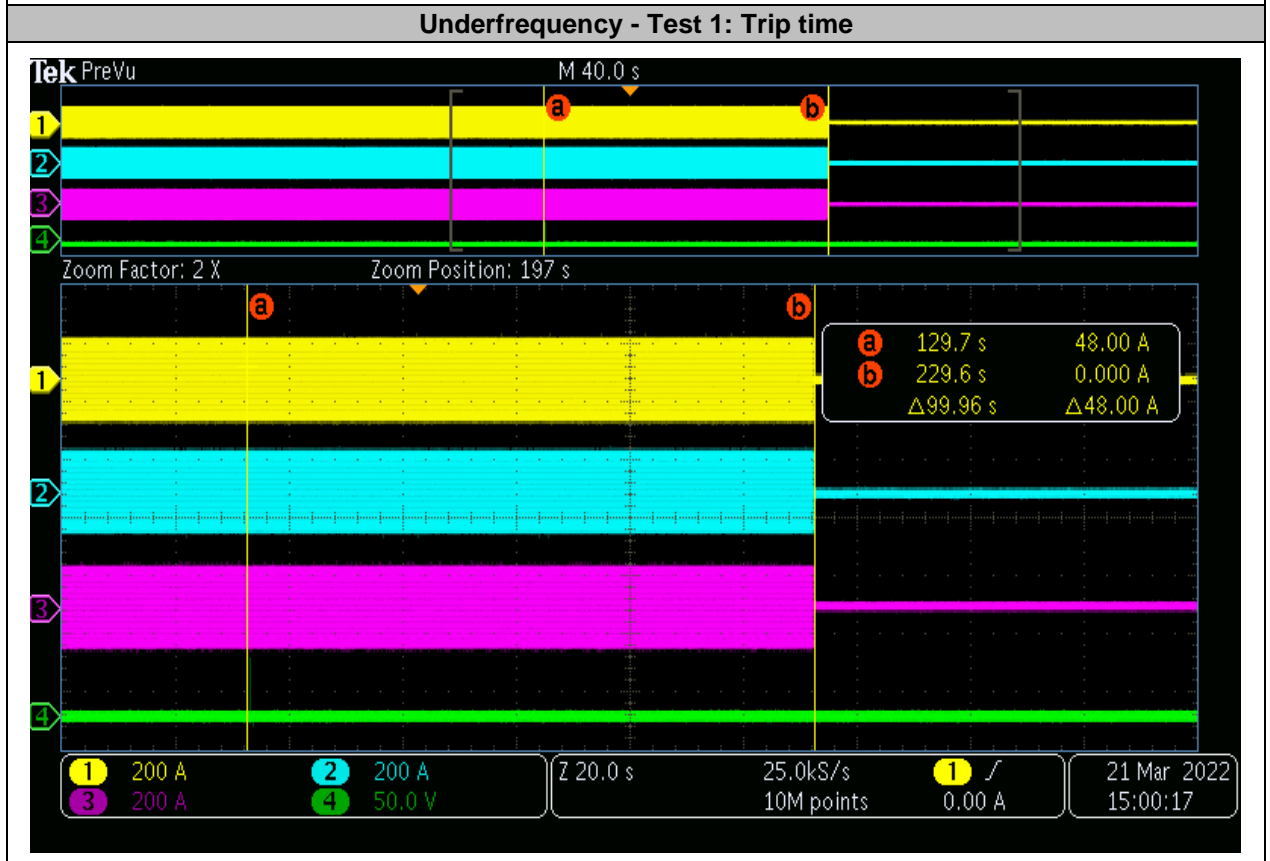 Underfrequency - Test 1: Trip time
Tek PreVu M 40.0 s
a b
1
2
3
4
Zoom Factor: 2 X Zoom Position: 197 s
a b
a 129.7 s 48.00 A
b 229.6 s 0.000 A
△99.96 s △48.00 A
1
2
3
4
1 200 A 2 200 A Z 20.0 s 25.0kS/s 1 ∫ 21 Mar 2022
3 200 A 4 50.0 V 10M points 0.00 A 15:00:17